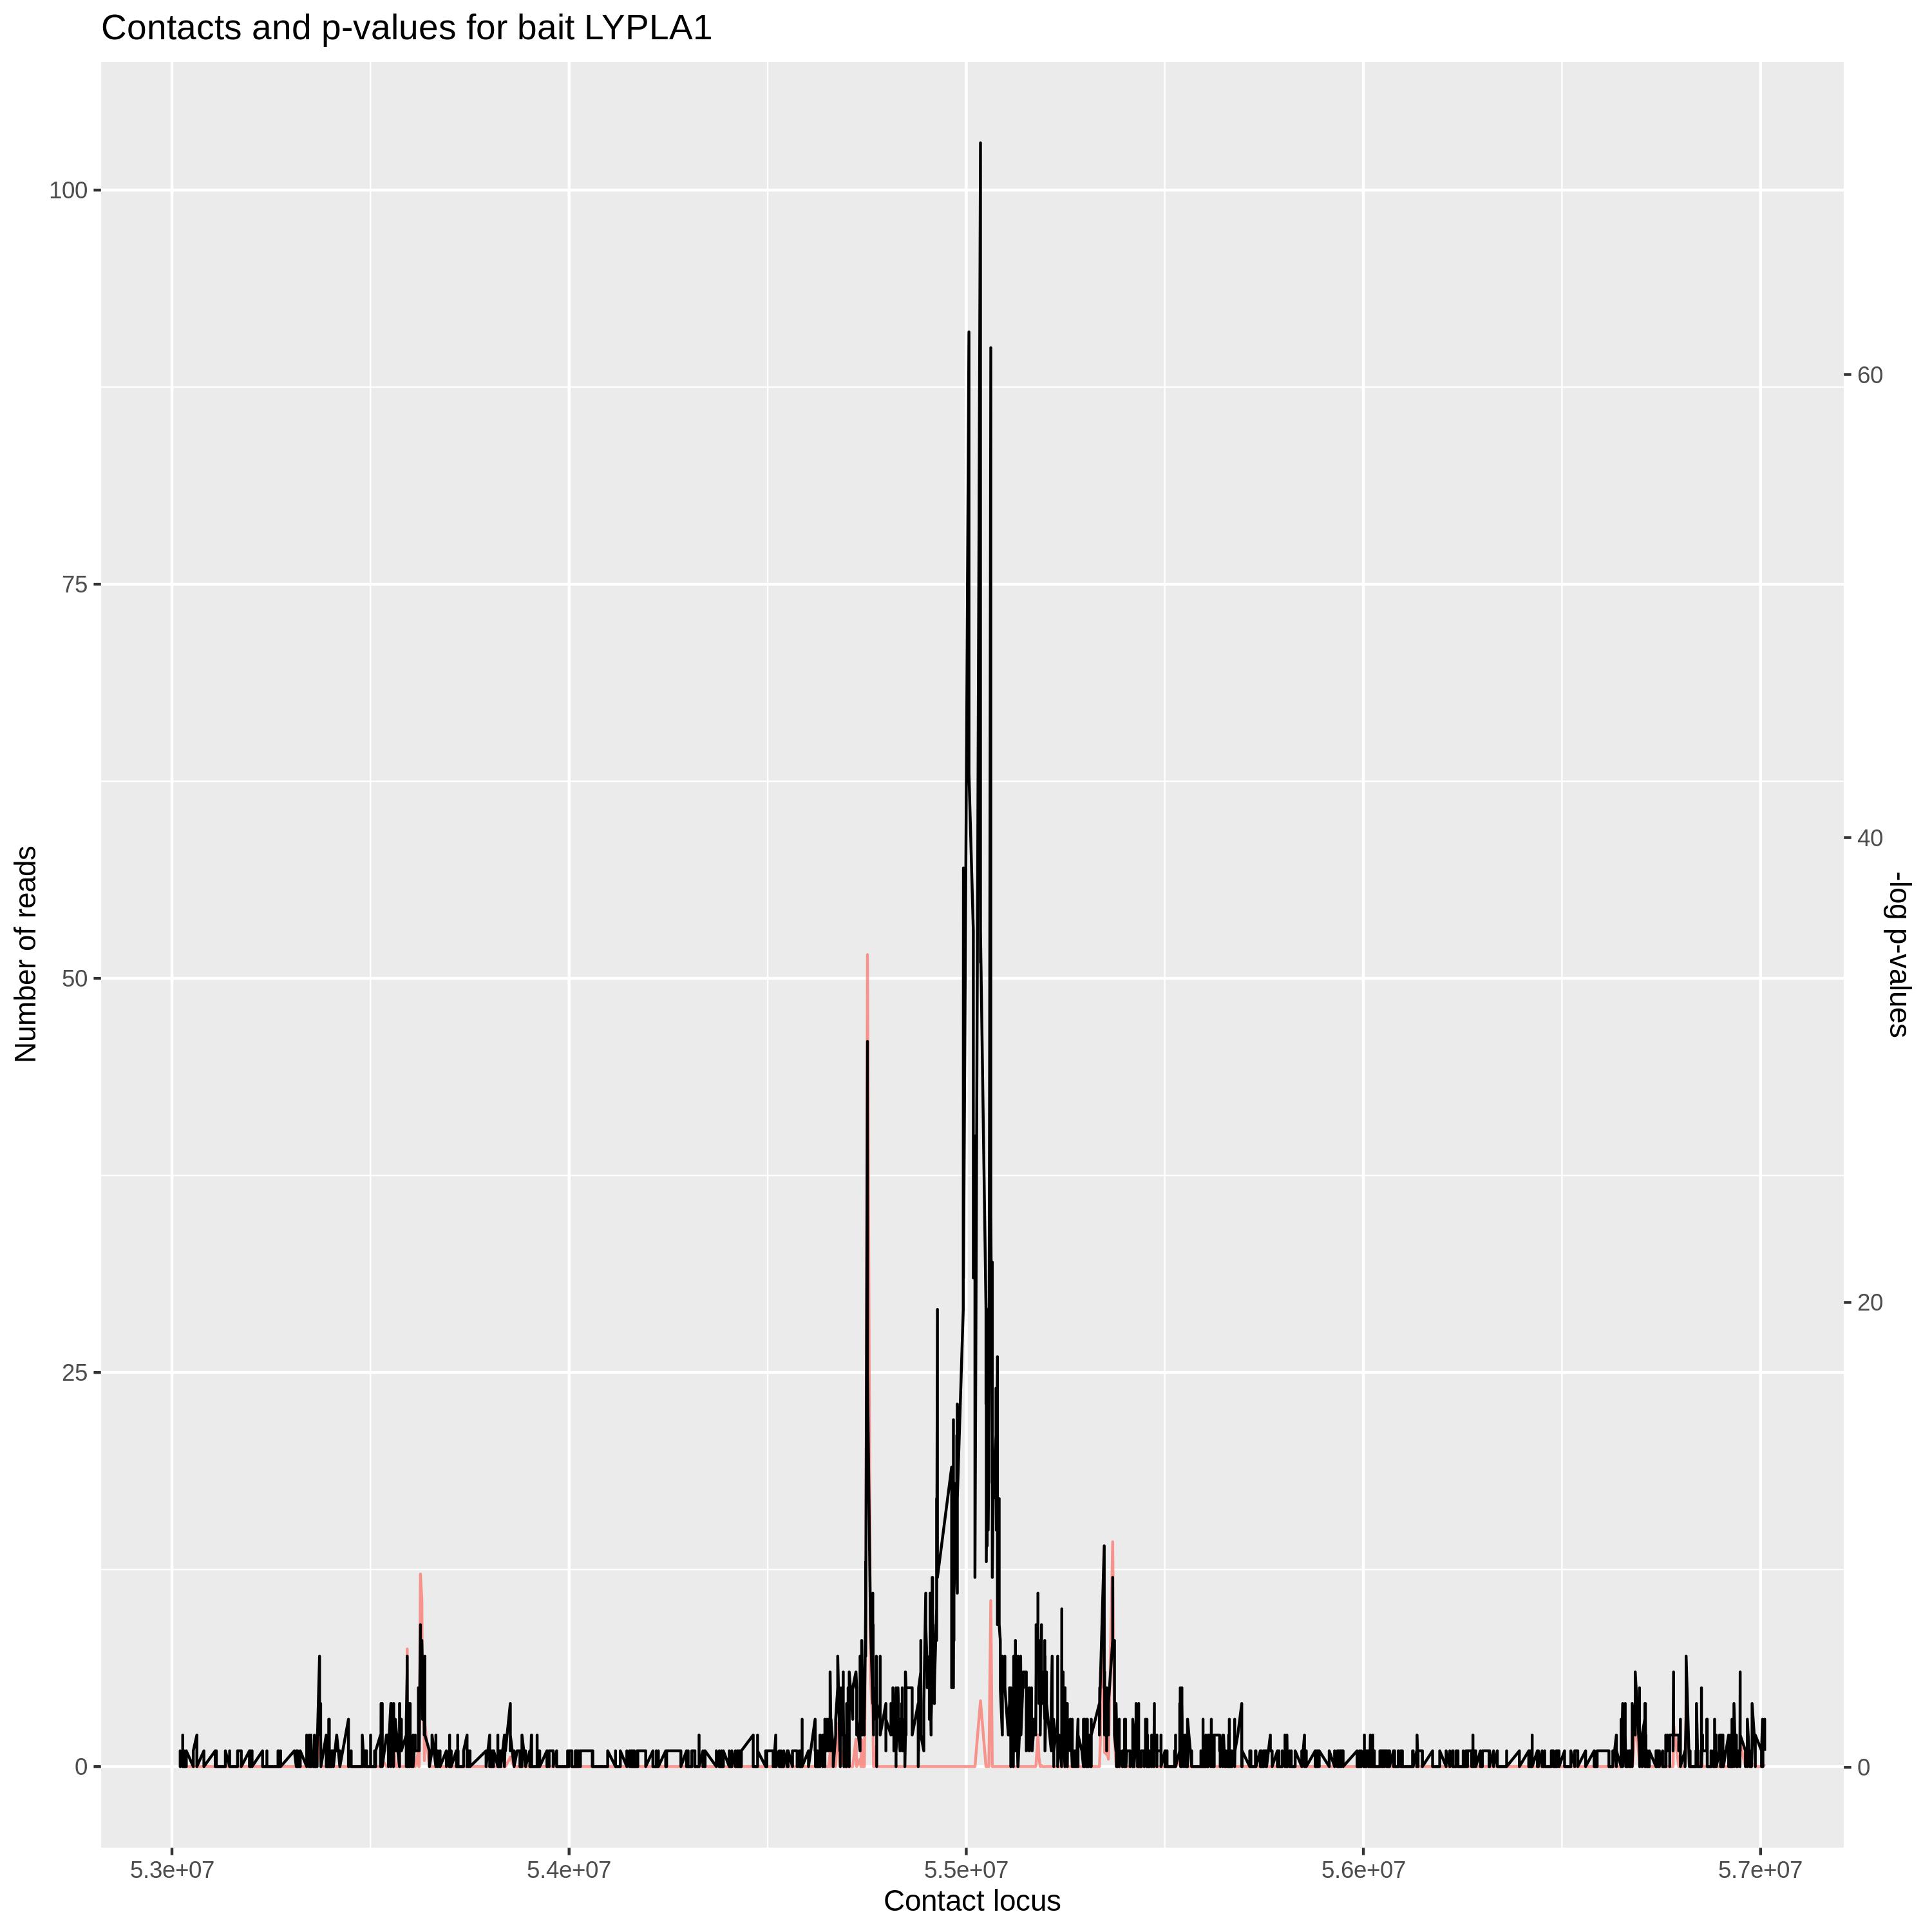 Contacts and p-values for bait LYPLA1
100
75
50
25
0
Number of reads
60
40
20
0
-log p-values
5.3e+07
5.4e+07
5.5e+07
5.6e+07
5.7e+07
Contact locus